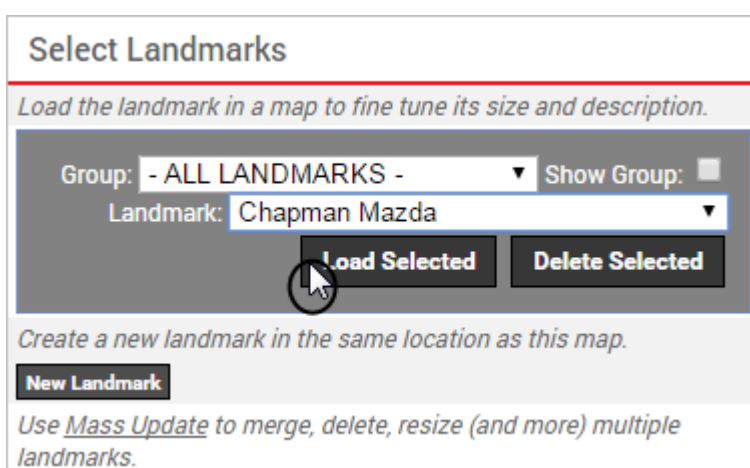 Select Landmarks
Load the landmark in a map to fine tune its size and description.
Group: - ALL LANDMARKS - Show Group:
Landmark: Chapman Mazda
Load Selected Delete Selected
Create a new landmark in the same location as this map.
New Landmark
Use Mass Update to merge, delete, resize (and more) multiple
landmarks.